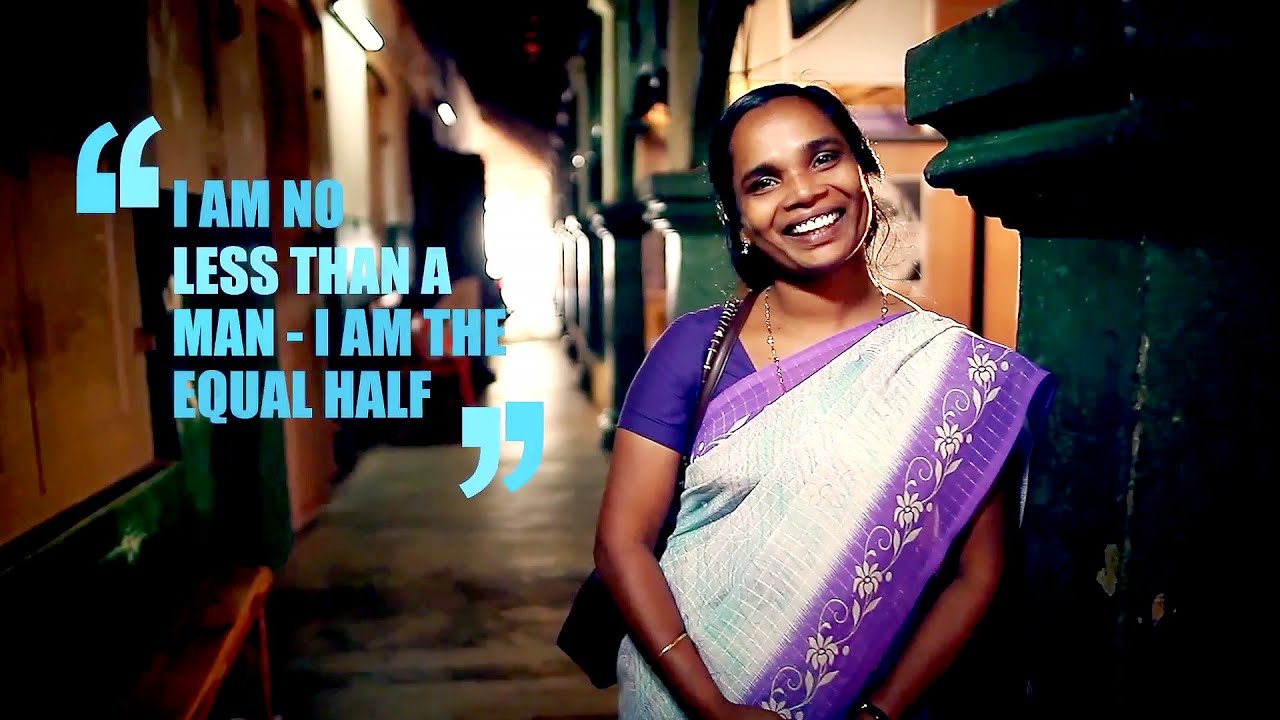 “ I AM NO
LESS THAN A
MAN - I AM THE
EQUAL HALF ”